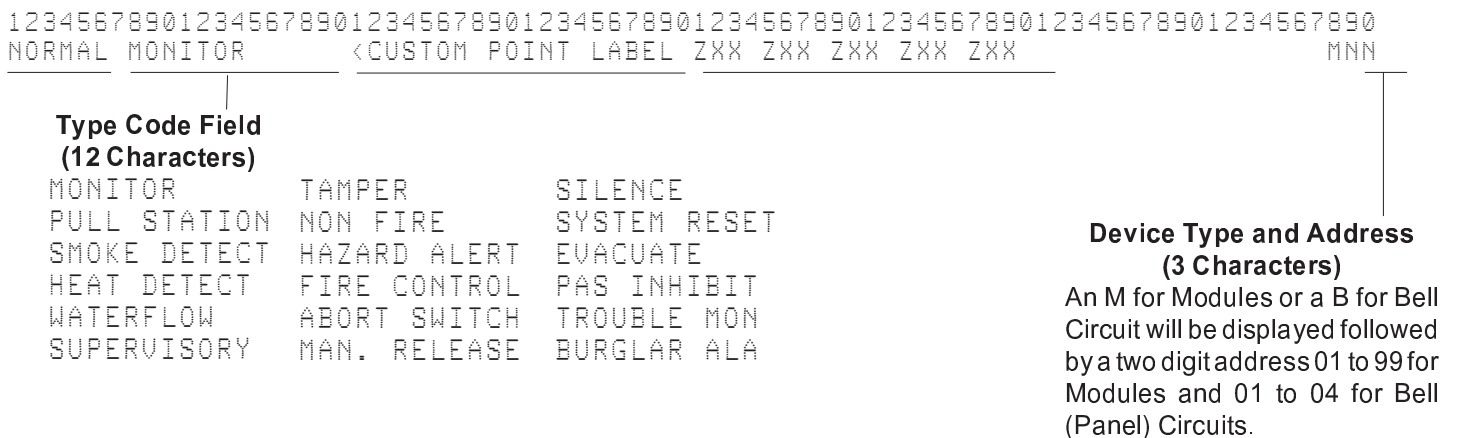 12345678901234567890123456789012345678901234567890123456789012345678901234567890
NORMAL MONITOR <CUSTOM POINT LABEL ZXX ZXX ZXX ZXX ZXX MNN
Type Code Field
(12 Characters)
MONITOR TAMPER SILENCE
PULL STATION NON FIRE SYSTEM RESET
SMOKE DETECT HAZARD ALERT EVACUATE
HEAT DETECT FIRE CONTROL PAS INHIBIT
WATERFLOW ABORT SWITCH TROUBLE MON
SUPERVISORY MAN. RELEASE BURGLAR ALA
Device Type and Address
(3 Characters)
An M for Modules or a B for Bell
Circuit will be displayed followed
by a two digit address 01 to 99 for
Modules and 01 to 04 for Bell
(Panel) Circuits.